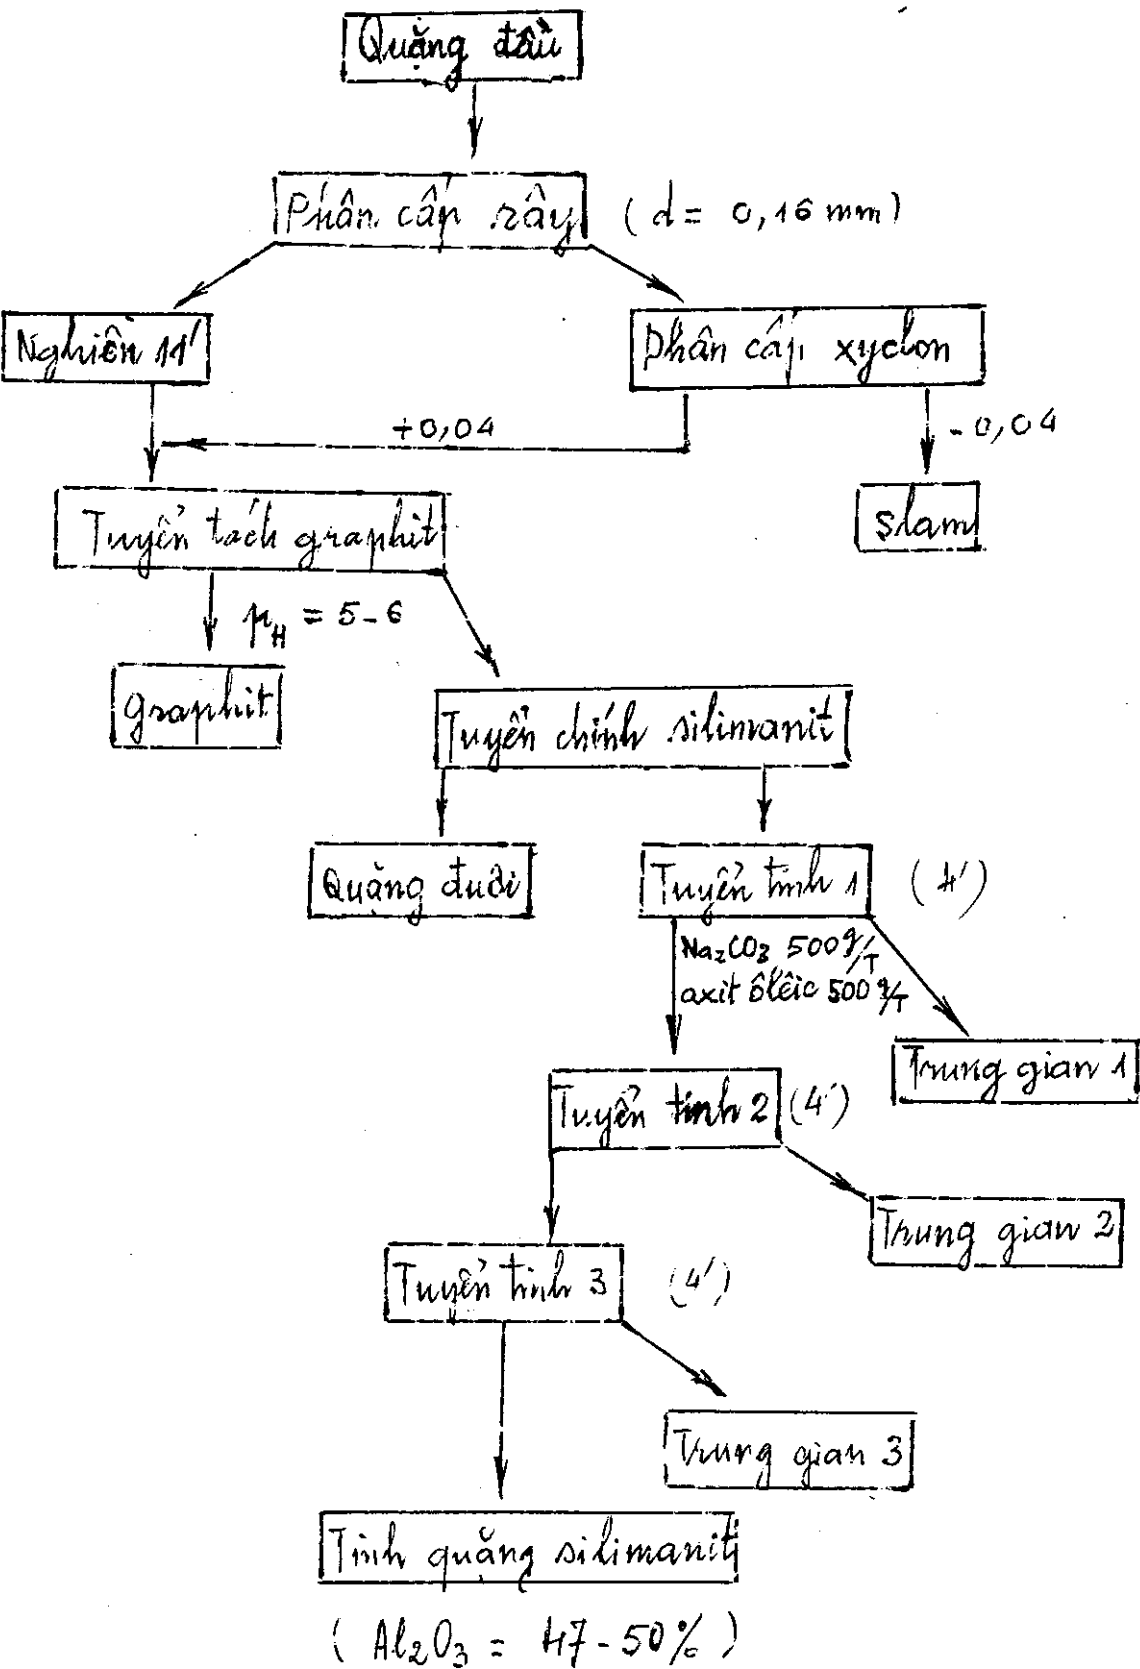 Quặng đầu
Phân cấp rây (d = 0,16 mm)
Nghiền 11'
Phân cấp xyclon
+0,04
-0,04
Tuyển tách graphit
slam
pH = 5-6
graphit
Tuyển chính silimanit
Quặng đuôi
Tuyển tinh 1 (4')
Na₂CO₃ 500 g/T
axit ôlêic 500 g/T
Trung gian 1
Tuyển tinh 2 (4')
Trung gian 2
Tuyển tinh 3 (4')
Trung gian 3
Tinh quặng silimanit
(Al₂O₃ = 47-50%)